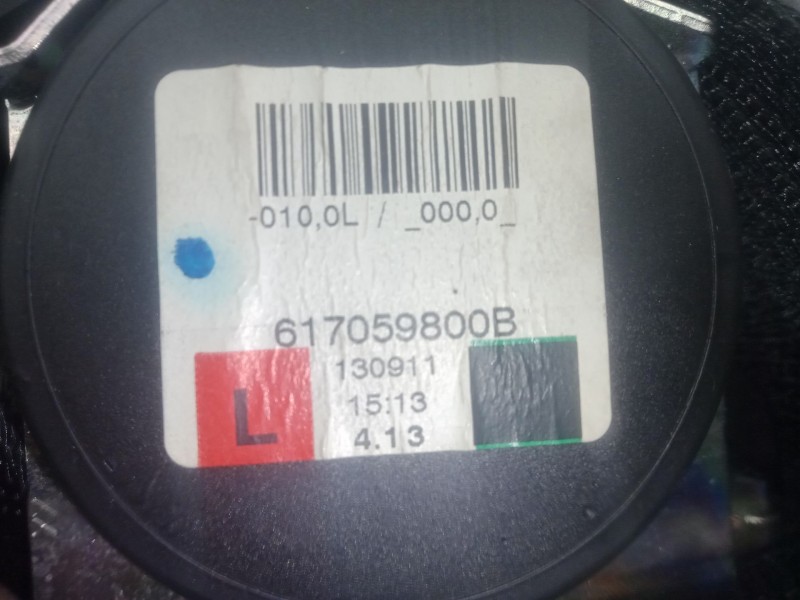 -010,0L / _000,0_
617059800B
130911
L
15:13
4.13